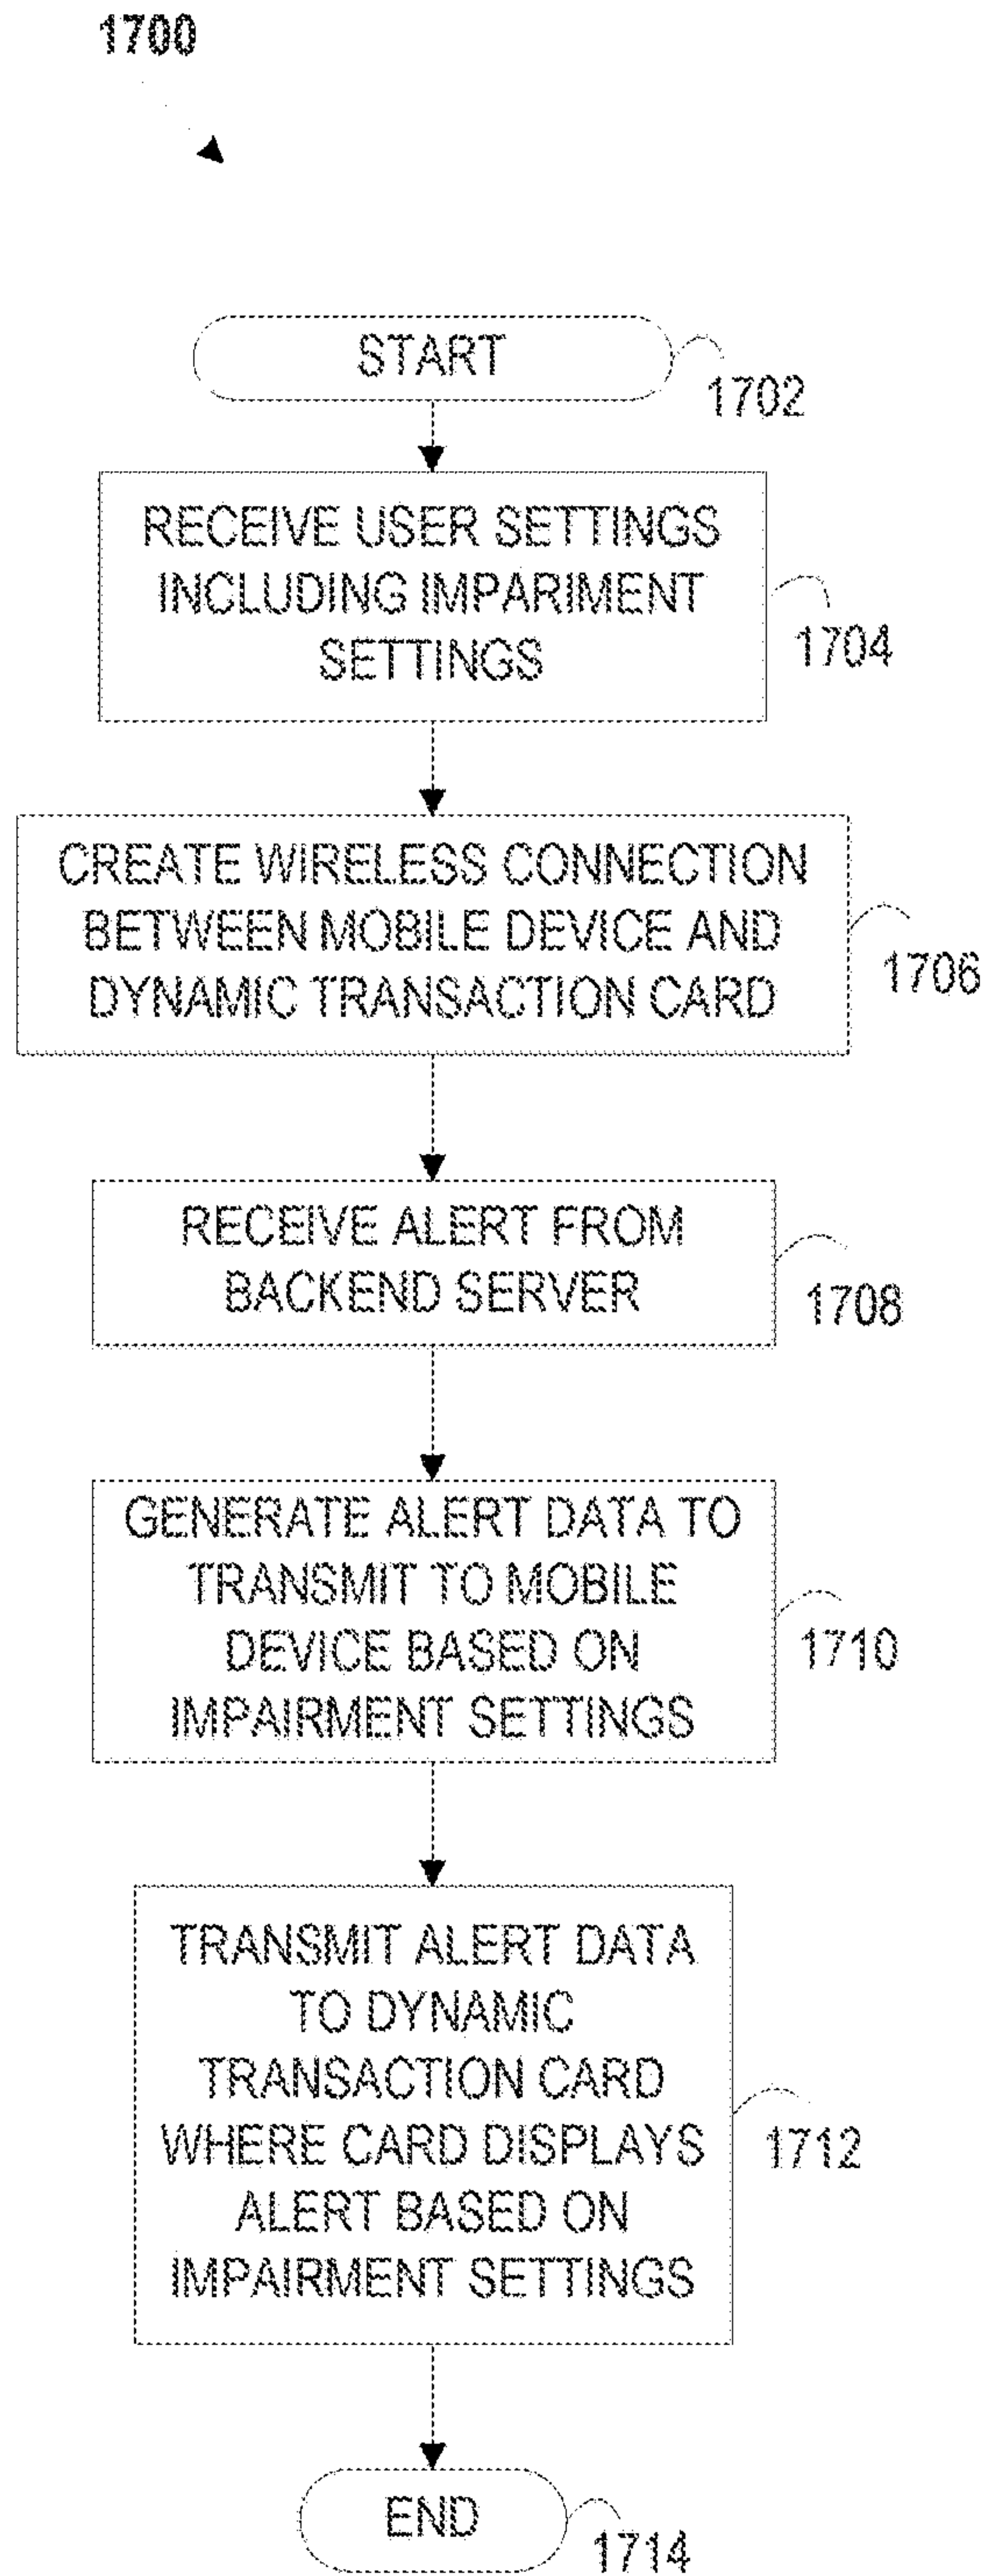 1700
START
1702
RECEIVE USER SETTINGS
INCLUDING IMPARIMENT
SETTINGS
1704
CREATE WIRELESS CONNECTION
BETWEEN MOBILE DEVICE AND
DYNAMIC TRANSACTION CARD
1706
RECEIVE ALERT FROM
BACKEND SERVER
1708
GENERATE ALERT DATA TO
TRANSMIT TO MOBILE
DEVICE BASED ON
IMPAIRMENT SETTINGS
1710
TRANSMIT ALERT DATA
TO DYNAMIC
TRANSACTION CARD
WHERE CARD DISPLAYS
ALERT BASED ON
IMPAIRMENT SETTINGS
1712
END
1714